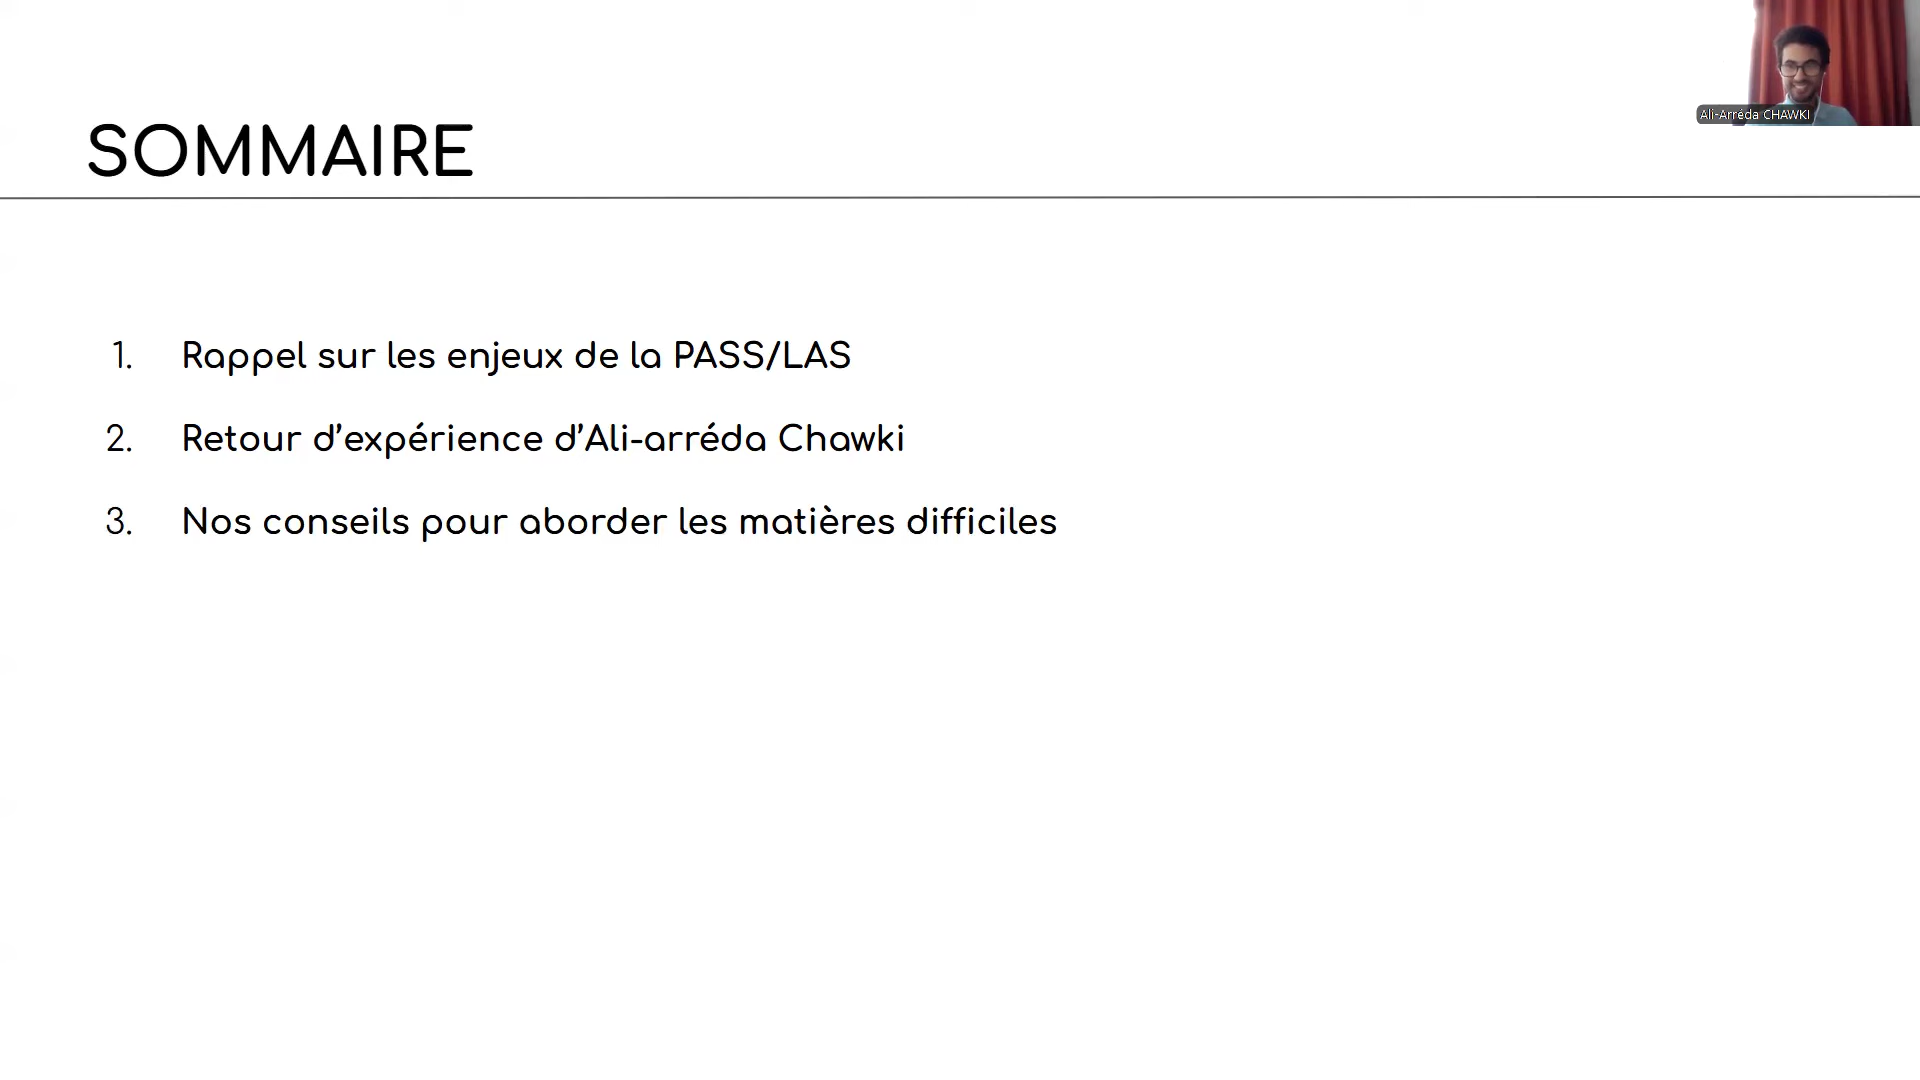 Ali-Arréda CHAWKI
SOMMAIRE
1. Rappel sur les enjeux de la PASS/LAS
2. Retour d’expérience d’Ali-arréda Chawki
3. Nos conseils pour aborder les matières difficiles